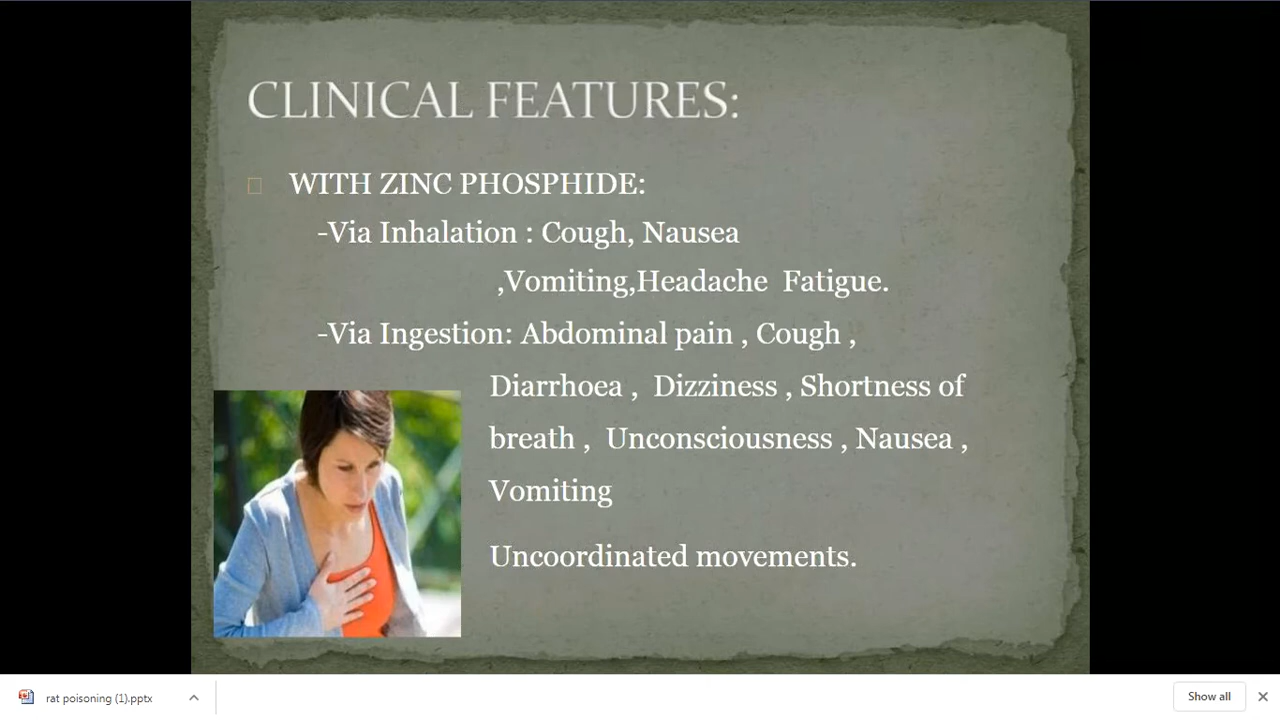 CLINICAL FEATURES:
WITH ZINC PHOSPHIDE:
-Via Inhalation : Cough, Nausea
,Vomiting,Headache Fatigue.
-Via Ingestion: Abdominal pain , Cough ,
Diarrhoea , Dizziness , Shortness of
breath , Unconsciousness , Nausea ,
Vomiting
Uncoordinated movements.
rat poisoning (1).pptx
Show all